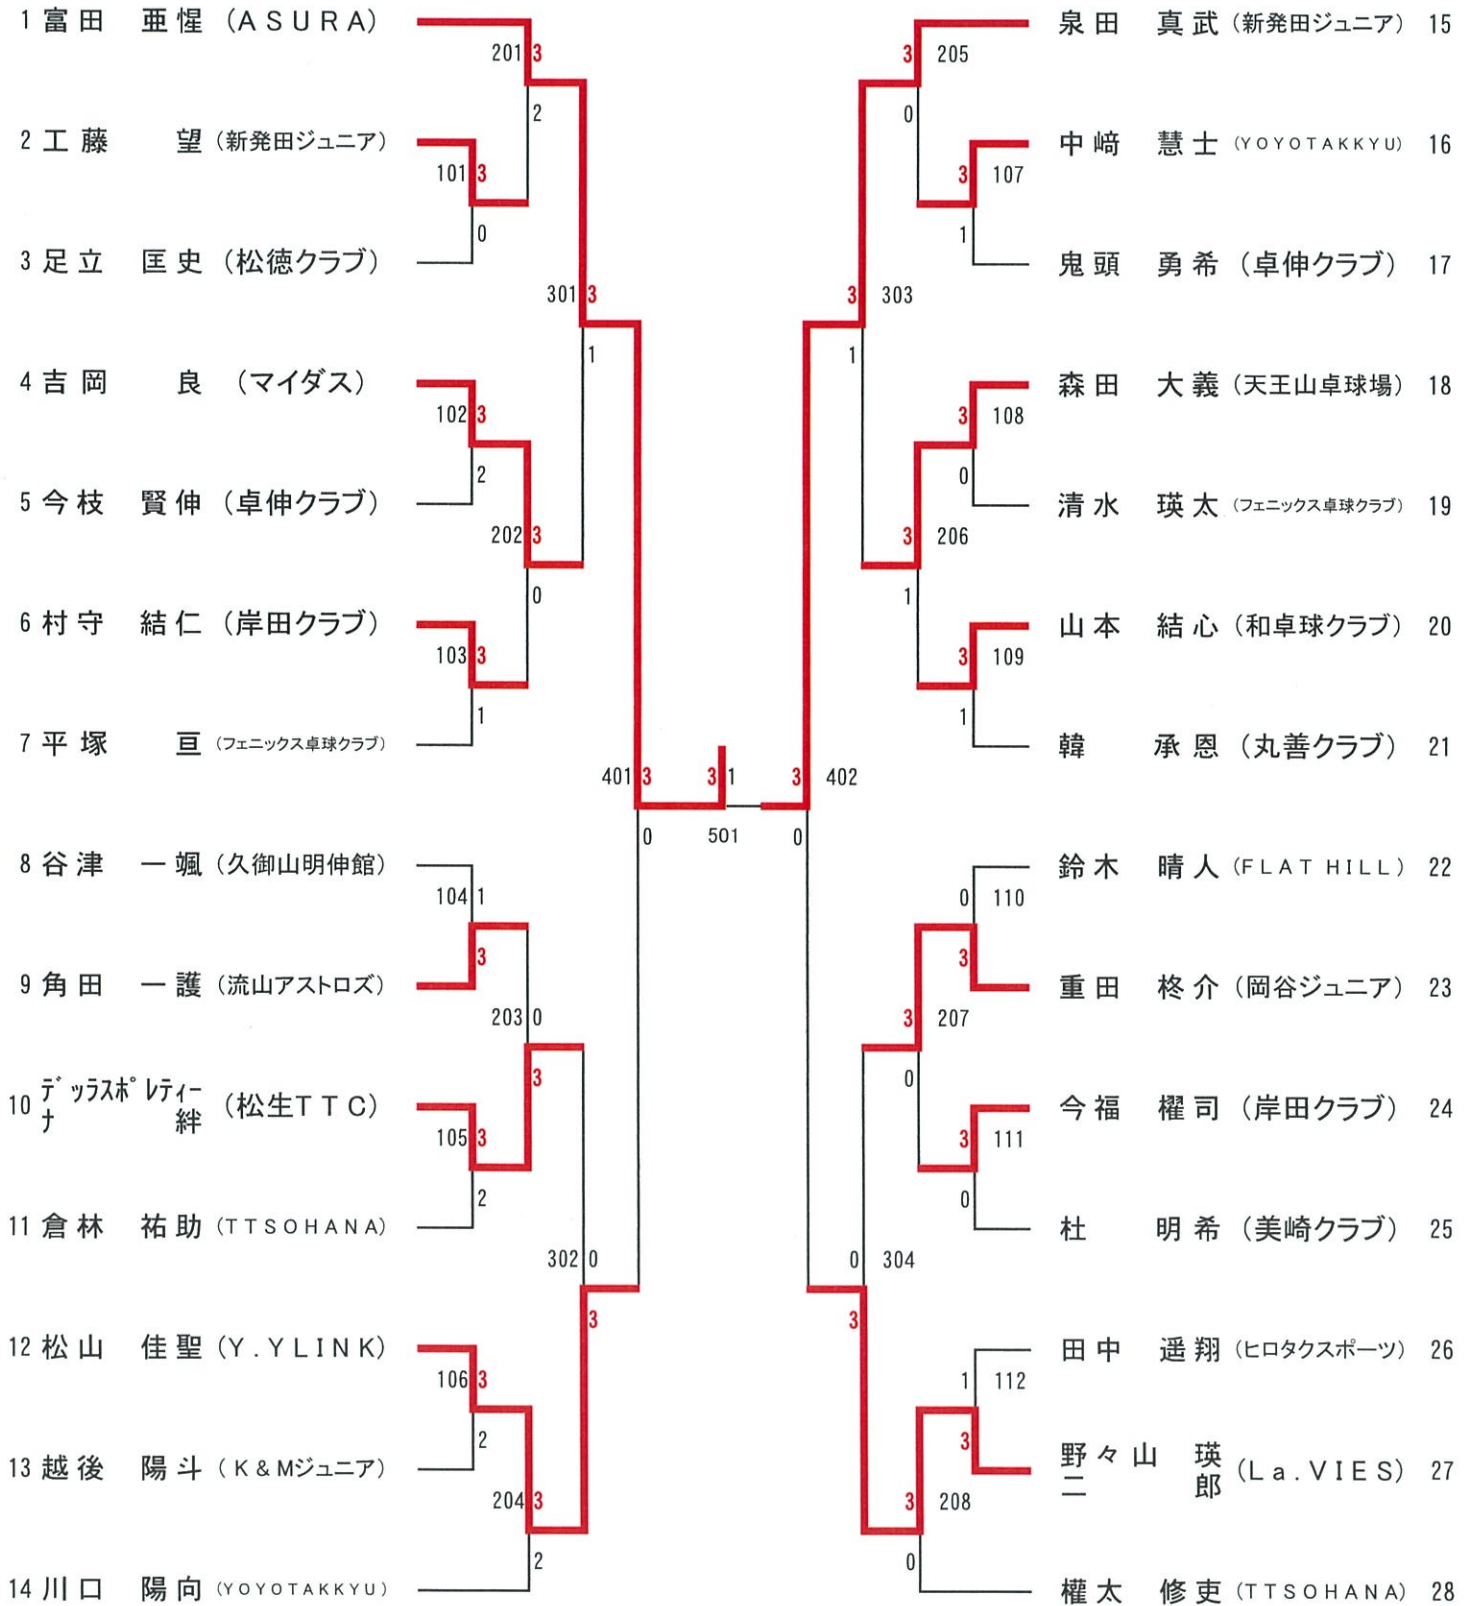 1 富田 亜惺 (ASURA)
201 3
2
2 工藤 望 (新発田ジュニア)
101 3
0
3 足立 匡史 (松徳クラブ)
301 3
1
4 吉岡 良 (マイダス)
102 3
2
5 今枝 賢伸 (卓伸クラブ)
202 3
0
6 村守 結仁 (岸田クラブ)
103 3
1
7 平塚 亘 (フェニックス卓球クラブ)
401 3
0
8 谷津 一颯 (久御山明伸館)
104 1
3
9 角田 一護 (流山アストロズ)
203 0
3
10 デッラスポレティーナ 絆 (松生TTC)
105 3
2
11 倉林 祐助 (TTSOHANA)
302 0
3
12 松山 佳聖 (Y.YLINK)
106 3
2
13 越後 陽斗 (K&Mジュニア)
204 3
2
14 川口 陽向 (YOYOTAKKYU)
3 1
501
泉田 真武 (新発田ジュニア) 15
3 205
0
中﨑 慧士 (YOYOTAKKYU) 16
3 107
1
鬼頭 勇希 (卓伸クラブ) 17
3 303
1
森田 大義 (天王山卓球場) 18
3 108
0
清水 瑛太 (フェニックス卓球クラブ) 19
3 206
1
山本 結心 (和卓球クラブ) 20
3 109
1
韓 承恩 (丸善クラブ) 21
3 402
0
鈴木 晴人 (FLAT HILL) 22
0 110
3
重田 柊介 (岡谷ジュニア) 23
3 207
0
今福 櫂司 (岸田クラブ) 24
3 111
0
杜 明希 (美崎クラブ) 25
0 304
3
田中 遥翔 (ヒロタクスポーツ) 26
1 112
3
野々山 瑛二郎 (La.VIES) 27
3 208
0
權太 修吏 (TTSOHANA) 28